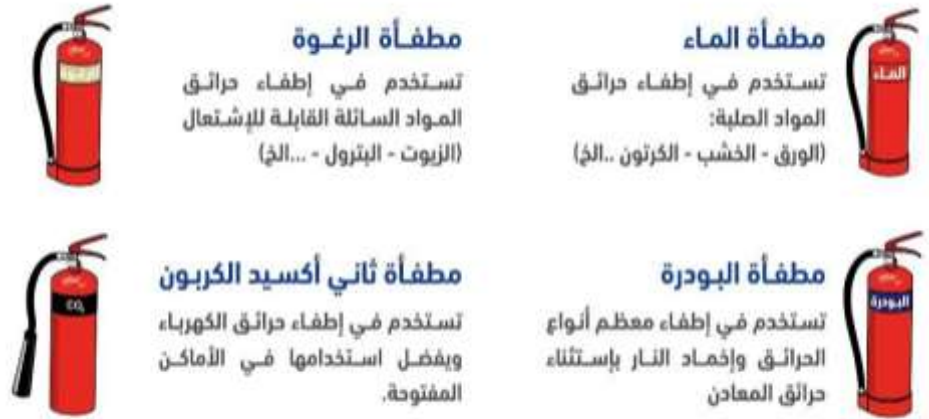 مطفأة الماء
تستخدم في إطفاء حرائق
المواد الصلبة:
(الورق - الخشب - الكرتون ..الخ)
الماء
مطفأة الرغوة
تستخدم في إطفاء حرائق
المواد السائلة القابلة للإشتعال
(الزيوت - البترول - ...الخ)
الرغوة
مطفأة البودرة
تستخدم في إطفاء معظم أنواع
الحرائق وإخماد النار بإستثناء
حرائق المعادن
البودرة
مطفأة ثاني أكسيد الكربون
تستخدم في إطفاء حرائق الكهرباء
ويفضل استخدامها في الأماكن
المفتوحة.
CO₂